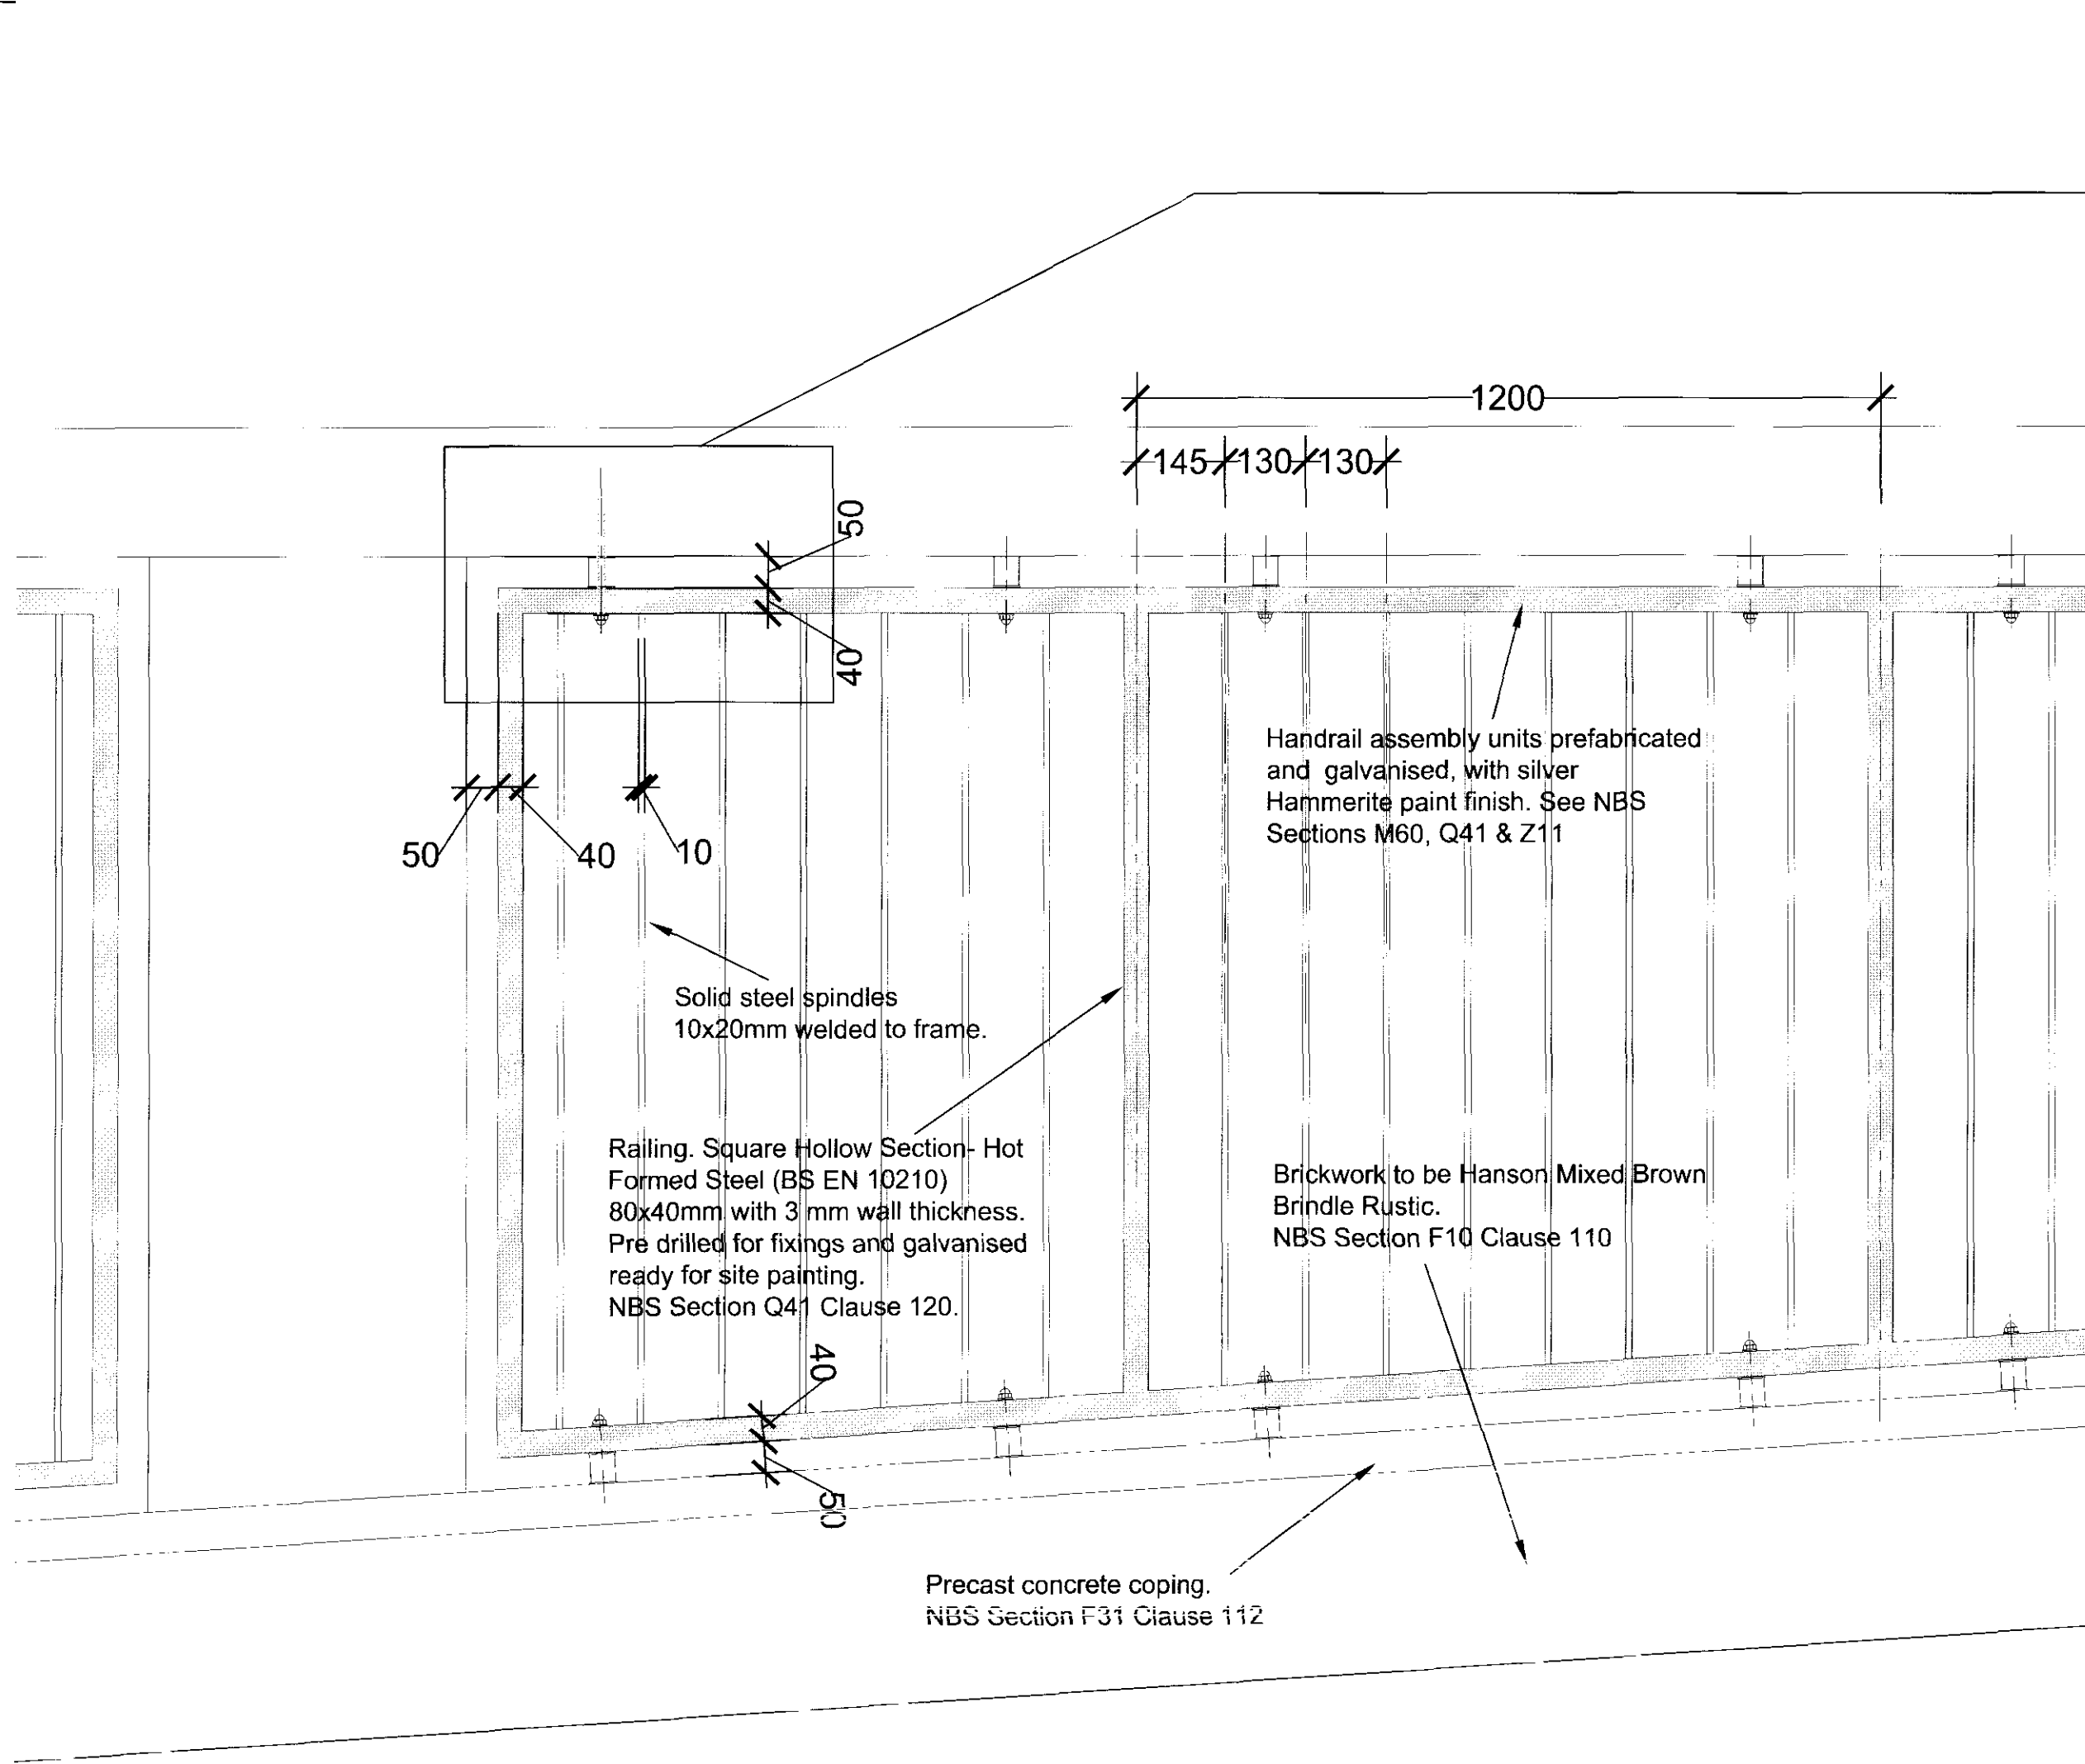 1200
145 130 130
50
40
Handrail assembly units prefabricated
and galvanised, with silver
Hammerite paint finish. See NBS
Sections M60, Q41 & Z11
50 40 10
Solid steel spindles
10x20mm welded to frame.
Railing. Square Hollow Section- Hot
Formed Steel (BS EN 10210)
80x40mm with 3 mm wall thickness.
Pre drilled for fixings and galvanised
ready for site painting.
NBS Section Q41 Clause 120.
Brickwork to be Hanson Mixed Brown
Brindle Rustic.
NBS Section F10 Clause 110
40
50
Precast concrete coping.
NBS Section F31 Clause 112